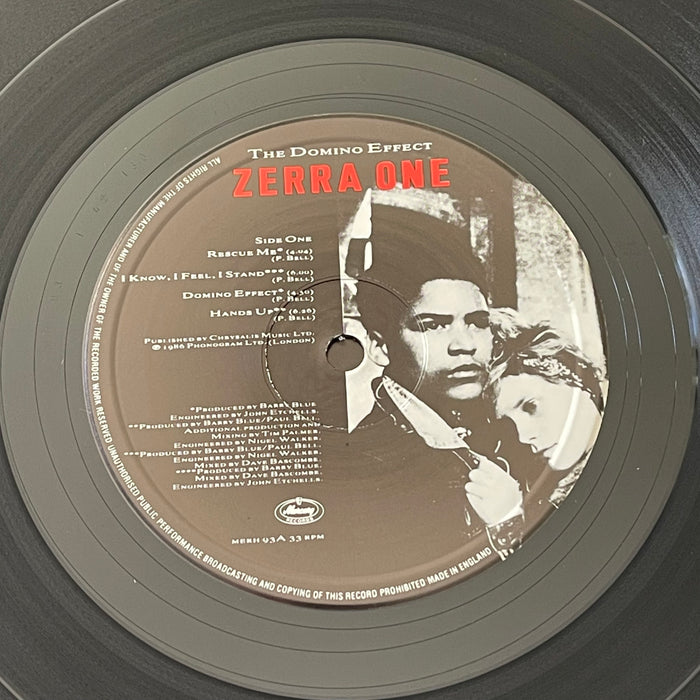 The Domino Effect
ZERRA ONE
Side One
Rescue Me* (4.04)
(P. Bell)
I Know, I Feel, I Stand*** (6.00)
(P. Bell)
Domino Effect* (4.30)
(P. Bell)
Hands Up** (6.26)
(P. Bell)
Published by Chrysalis Music Ltd.
℗ 1986 Phonogram Ltd. (London)
*Produced by Barry Blue
Engineered by John Etchells.
**Produced by Barry Blue/Paul Bell.
Additional production and
Mixing by Tim Palmer.
Engineered by Nigel Walker.
***Produced by Barry Blue/Paul Bell.
Engineered by Nigel Walker.
Mixed by Dave Bascombe.
****Produced by Barry Blue.
Mixed by Dave Bascombe.
Engineered by John Etchells.
Mercury
RECORDS
MERH 93A 33 RPM
ALL RIGHTS OF THE MANUFACTURER AND OF THE OWNER OF THE RECORDED WORK RESERVED UNAUTHORISED PUBLIC PERFORMANCE BROADCASTING AND COPYING OF THIS RECORD PROHIBITED MADE IN ENGLAND